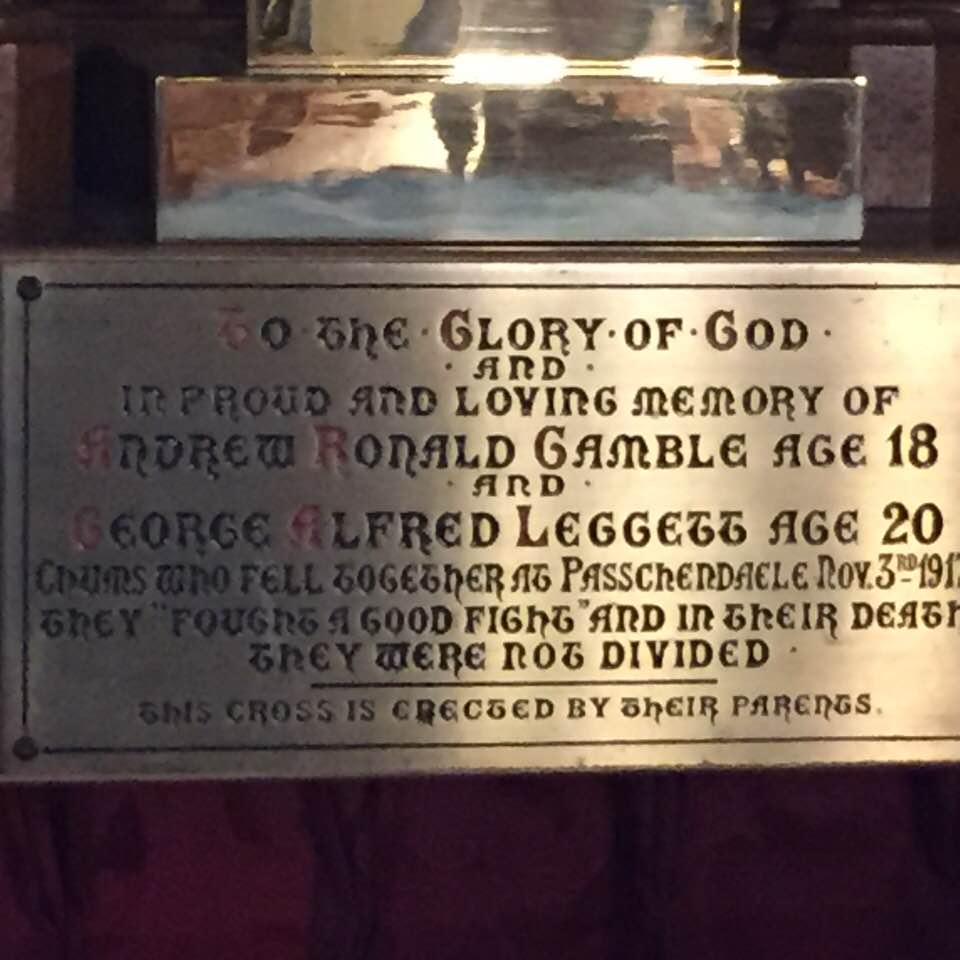 To · the · Glory · of · God ·
· and ·
in proud and loving memory of
Andrew Ronald Gamble age 18
· and ·
George Alfred Leggett age 20
Chums who fell together at Passchendaele Nov. 3RD 1917
they "fought a good fight" and in their death
they were not divided ·
this cross is erected by their parents.